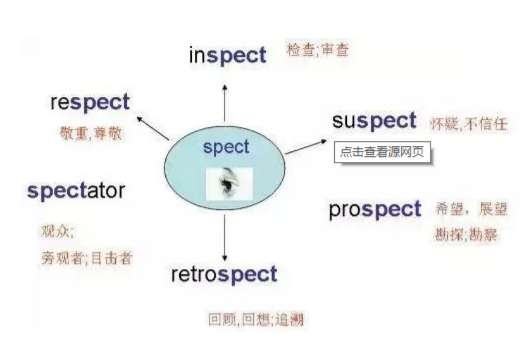 inspect
检查;审查
respect
敬重,尊敬
suspect
怀疑,不信任
点击查看源网页
spect
spectator
观众;
旁观者;目击者
prospect
希望，展望
勘探;勘察
retrospect
回顾,回想;追溯